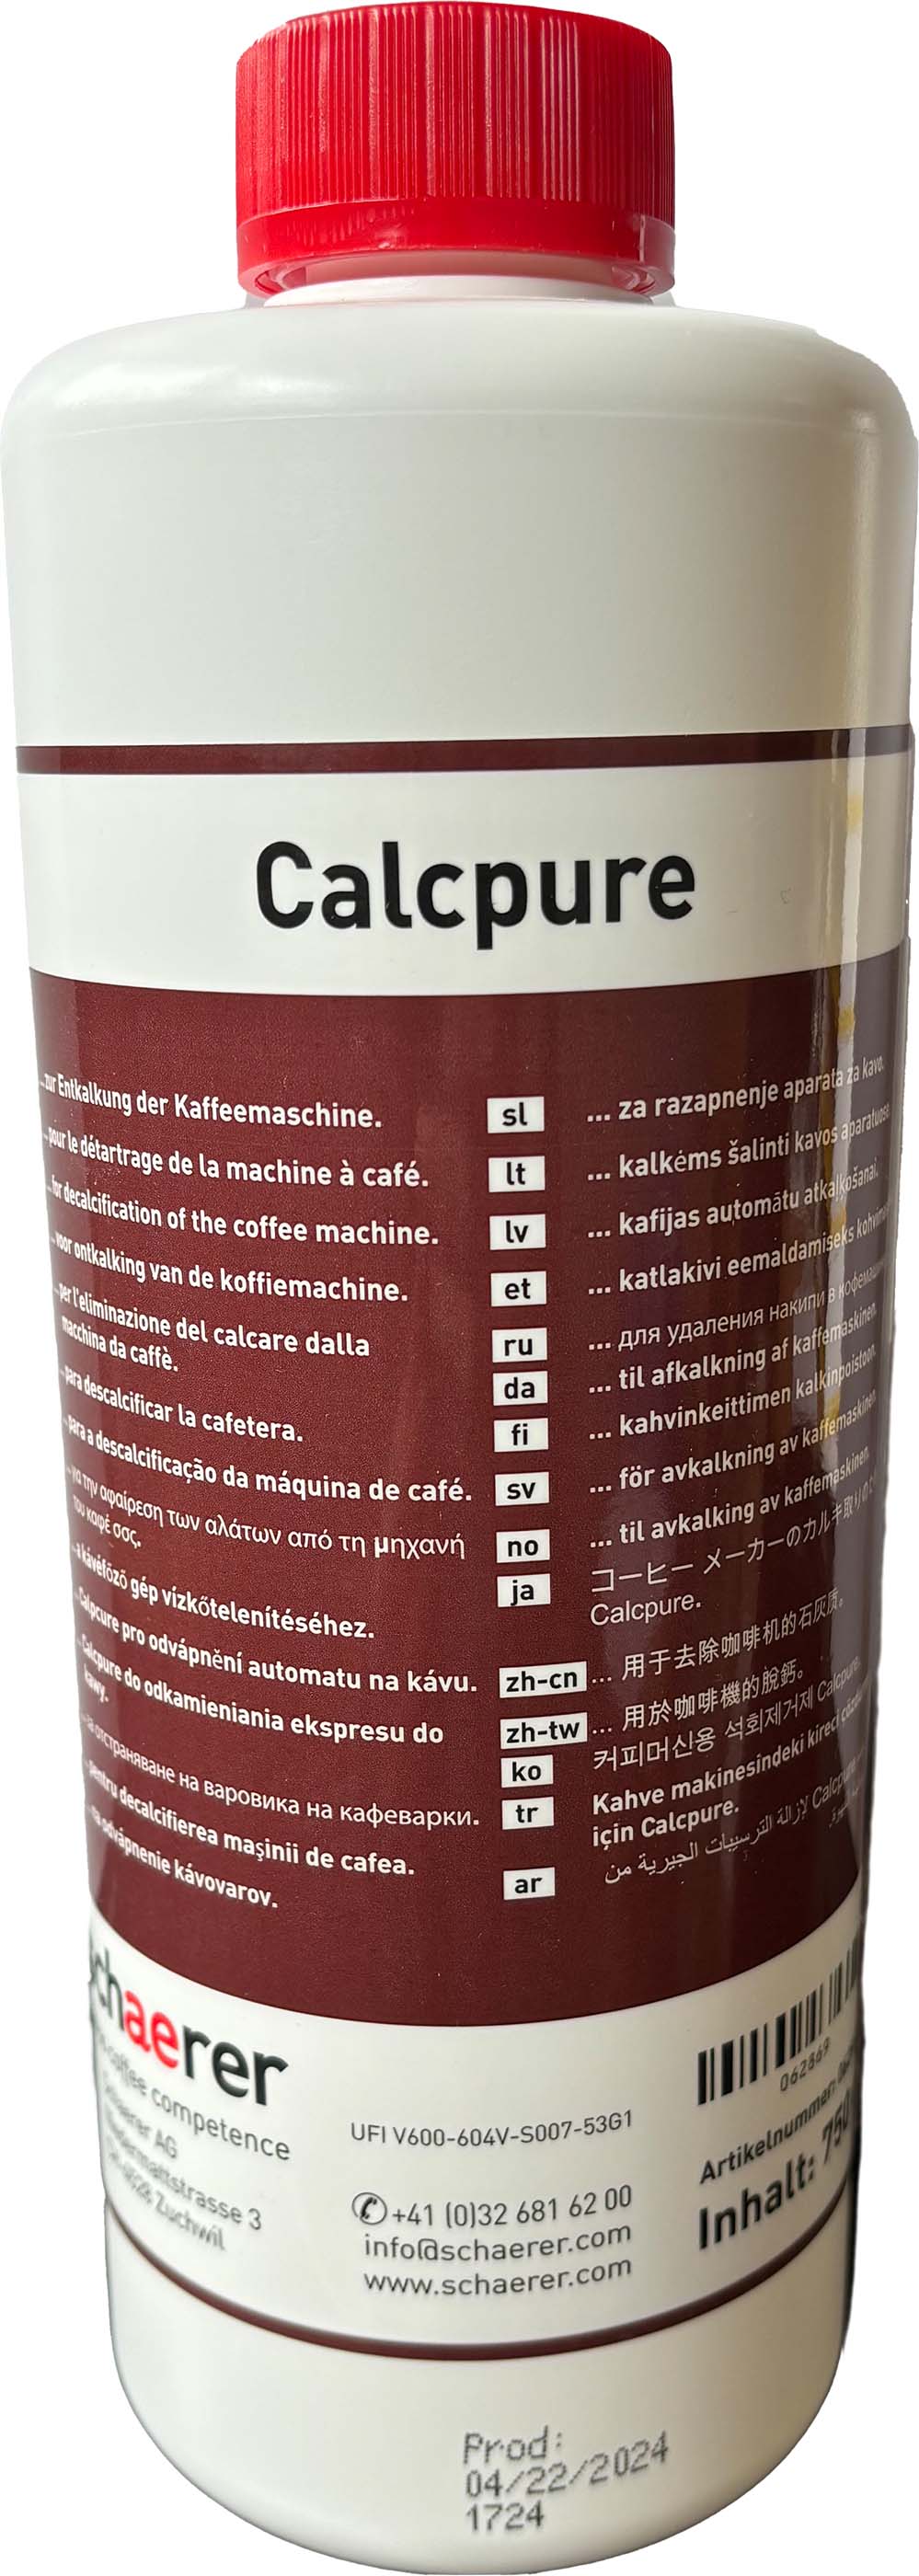 Calcpure
...zur Entkalkung der Kaffeemaschine.
...pour le détartrage de la machine à café.
...for decalcification of the coffee machine.
...voor ontkalking van de koffiemachine.
...per l'eliminazione del calcare dalla
macchina da caffè.
...para descalcificar la cafetera.
...para a descalcificação da máquina de café.
...για την αφαίρεση των αλάτων από τη μηχανή
του καφέ σας.
...a kávéfőző gép vízkőtelenítéséhez.
...Calpcure pro odvápnění automatu na kávu.
...Calcpure do odkamieniania ekspresu do
kawy.
...за отстраняване на варовика на кафеварки.
...pentru decalcifierea mașinii de cafea.
...na odvápnenie kávovarov.
sl ... za razapnenje aparata za kavo.
lt ... kalkėms šalinti kavos aparatuose
lv ... kafijas automātu atkaļķošanai.
et ... katlakivi eemaldamiseks
ru ... для удаления накипи в
da ... til afkalkning af kaffemaskinen.
fi ... kahvinkeittimen kalkinpoistoon.
sv ... för avkalkning av kaffemaskinen.
no ... til avkalking av kaffemaskinen.
ja コーヒー メーカーのカルキ取り
Calcpure.
zh-cn ... 用于去除咖啡机的石灰质。
zh-tw ... 用於咖啡機的脫鈣。
ko 커피머신용 석회제거제 Calcpure.
tr Kahve makinesindeki kireci
için Calcpure.
ar Calcpure لإزالة الترسيبات الجيرية من
schaerer
coffee competence
Schaerer AG
Niedermattstrasse 3
Zuchwil
UFI V600-604V-S007-53G1
✆+41 (0)32 681 62 00
info@schaerer.com
www.schaerer.com
062869
Artikelnummer:
Inhalt: 750
Prod:
04/22/2024
1724